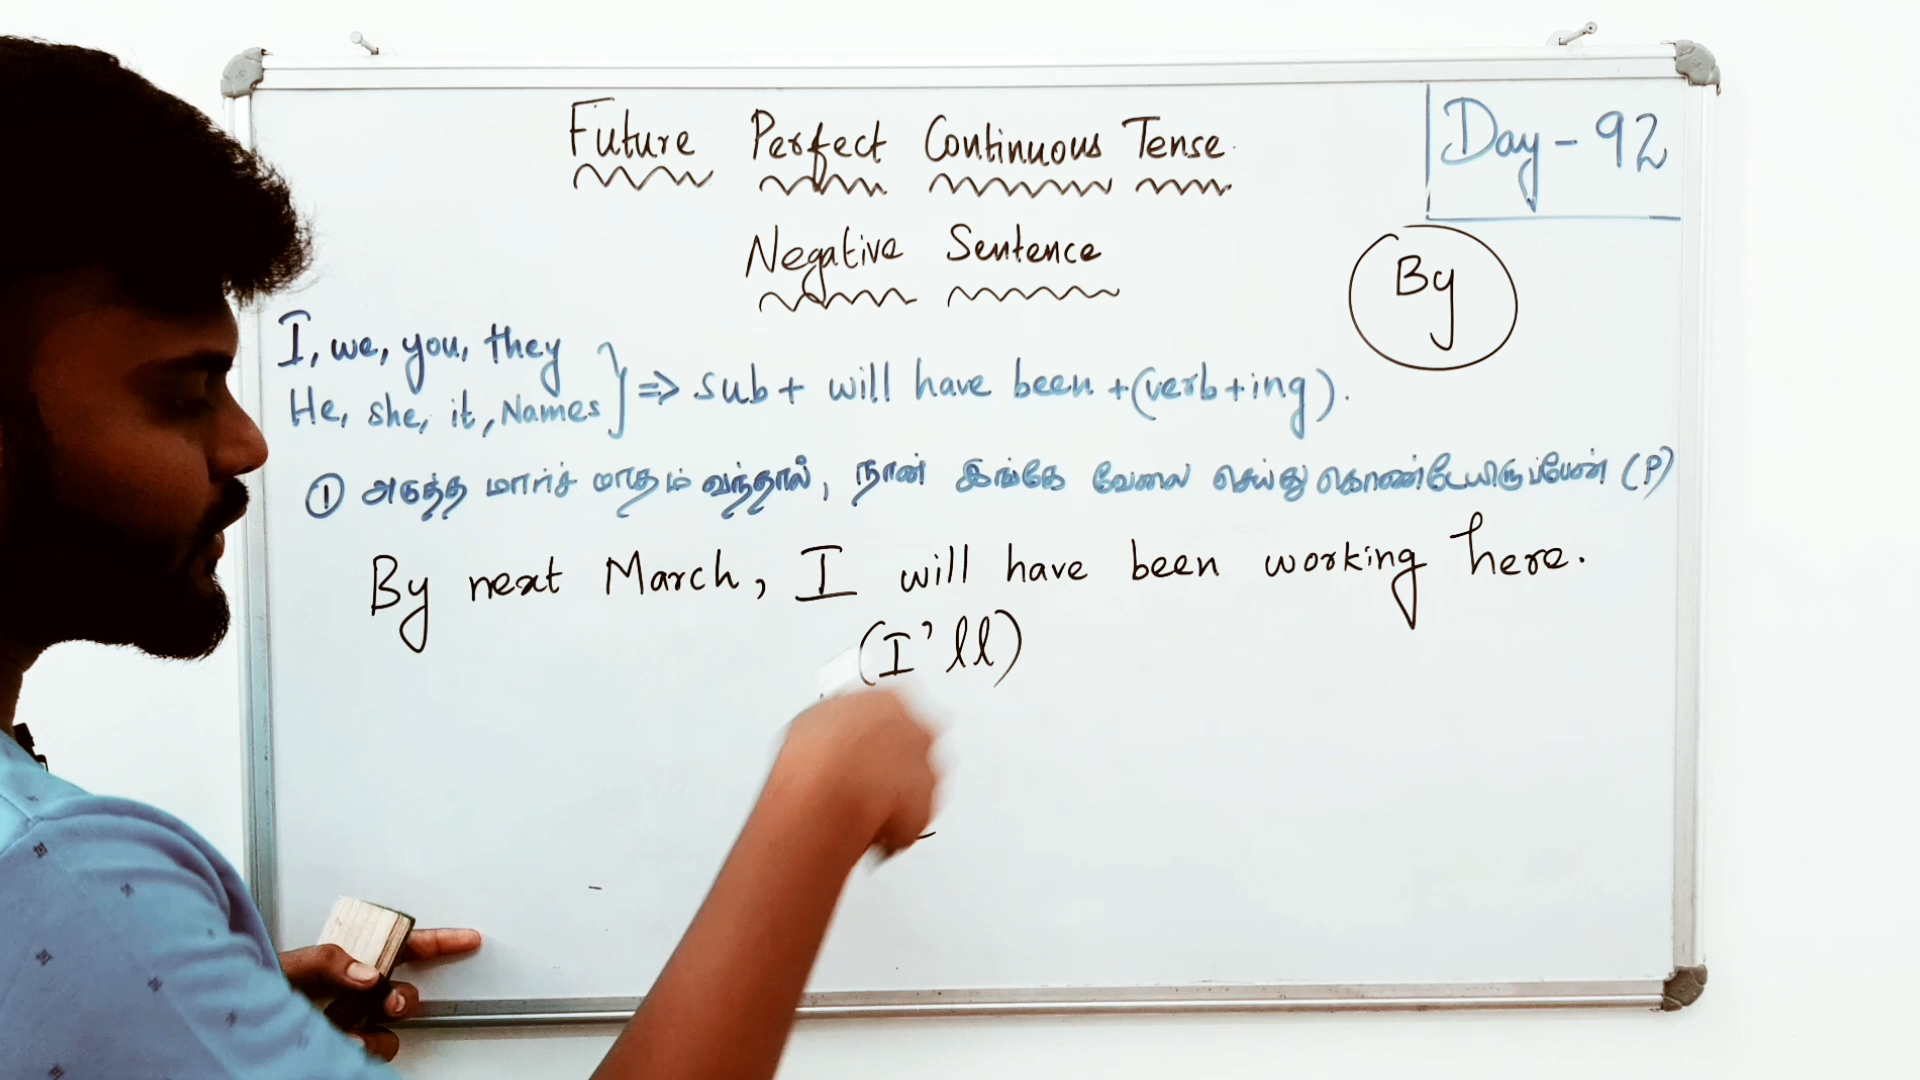 Future Perfect Continuous Tense.
Day - 92
Negative Sentence
By
I, we, you, they
He, she, it, Names } => sub + will have been + (verb+ing).
① அடுத்த மார்ச் மாதம் வந்தால், நான் இங்கே வேலை செய்து கொண்டேயிருப்பேன் (P)
By next March, I will have been working here.
(I'll)